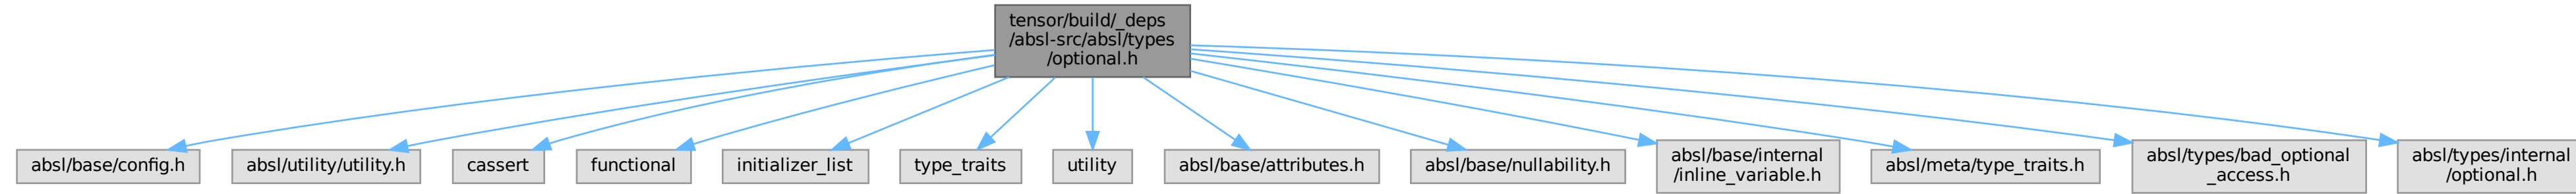 tensor/build/_deps
/absl-src/absl/types
/optional.h
absl/base/config.h
absl/utility/utility.h
cassert
functional
initializer_list
type_traits
utility
absl/base/attributes.h
absl/base/nullability.h
absl/base/internal
/inline_variable.h
absl/meta/type_traits.h
absl/types/bad_optional
_access.h
absl/types/internal
/optional.h